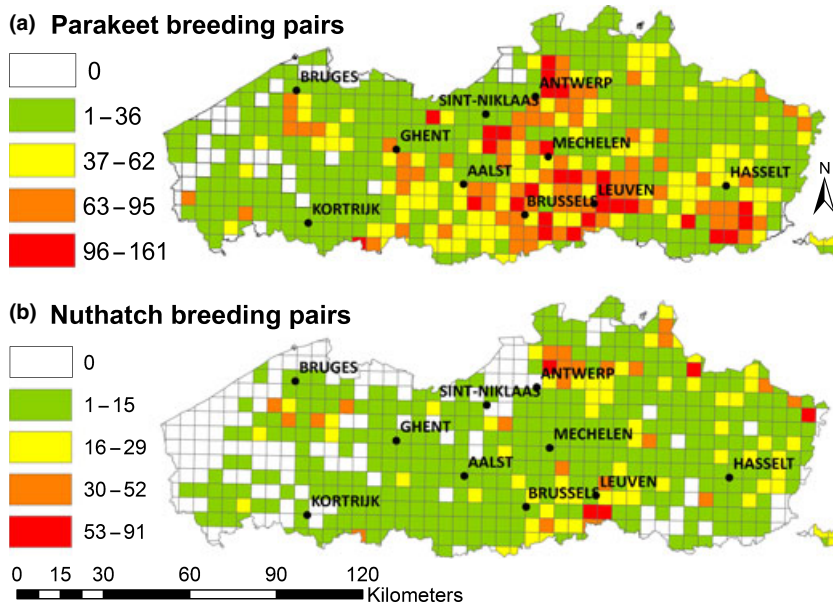 (a) Parakeet breeding pairs
0
1–36
37–62
63–95
96–161
BRUGES
ANTWERP
SINT-NIKLAAS
GHENT
MECHELEN
AALST
HASSELT
LEUVEN
BRUSSELS
KORTRIJK
N
(b) Nuthatch breeding pairs
0
1–15
16–29
30–52
53–91
BRUGES
ANTWERP
SINT-NIKLAAS
GHENT
MECHELEN
AALST
HASSELT
LEUVEN
BRUSSELS
KORTRIJK
0 15 30 60 90 120
Kilometers